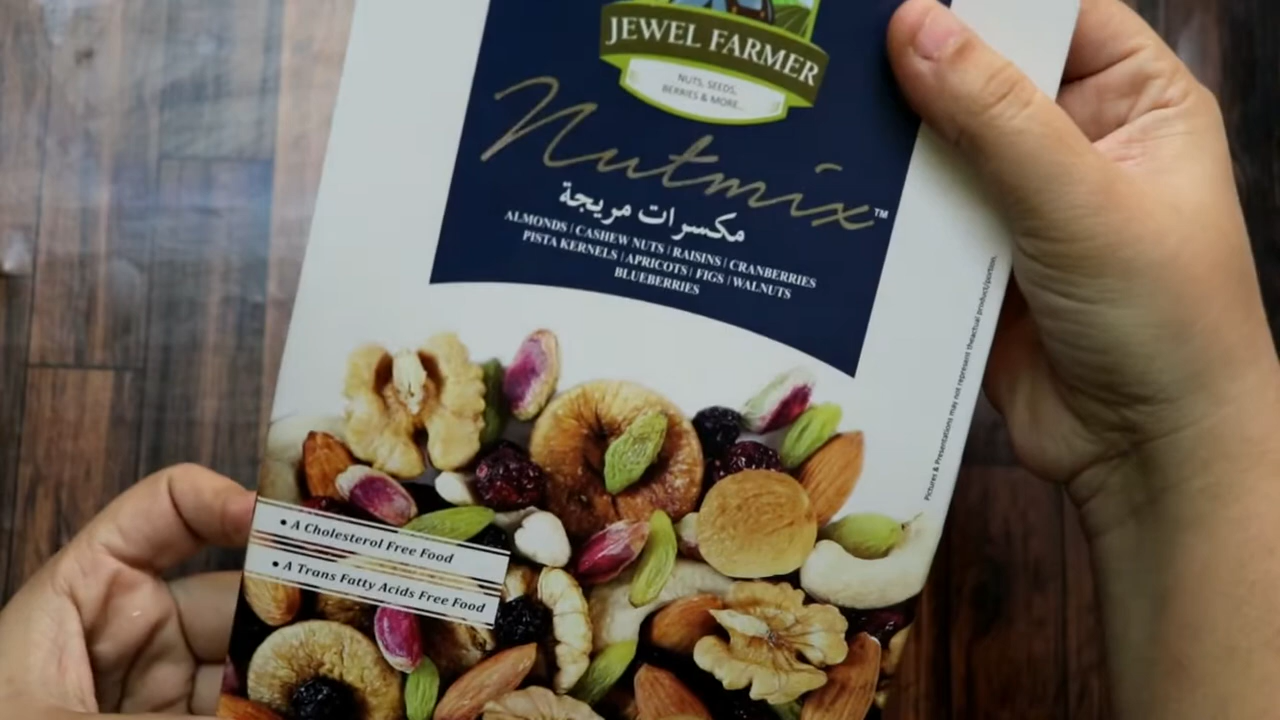 JEWEL FARMER
NUTS, SEEDS,
BERRIES & MORE...
Nutmix™
مكسرات مريجة
ALMONDS | CASHEW NUTS | RAISINS | CRANBERRIES
PISTA KERNELS | APRICOTS | FIGS | WALNUTS
BLUEBERRIES
Pictures & Presentations may not represent theactual product/portion.
• A Cholesterol Free Food
• A Trans Fatty Acids Free Food